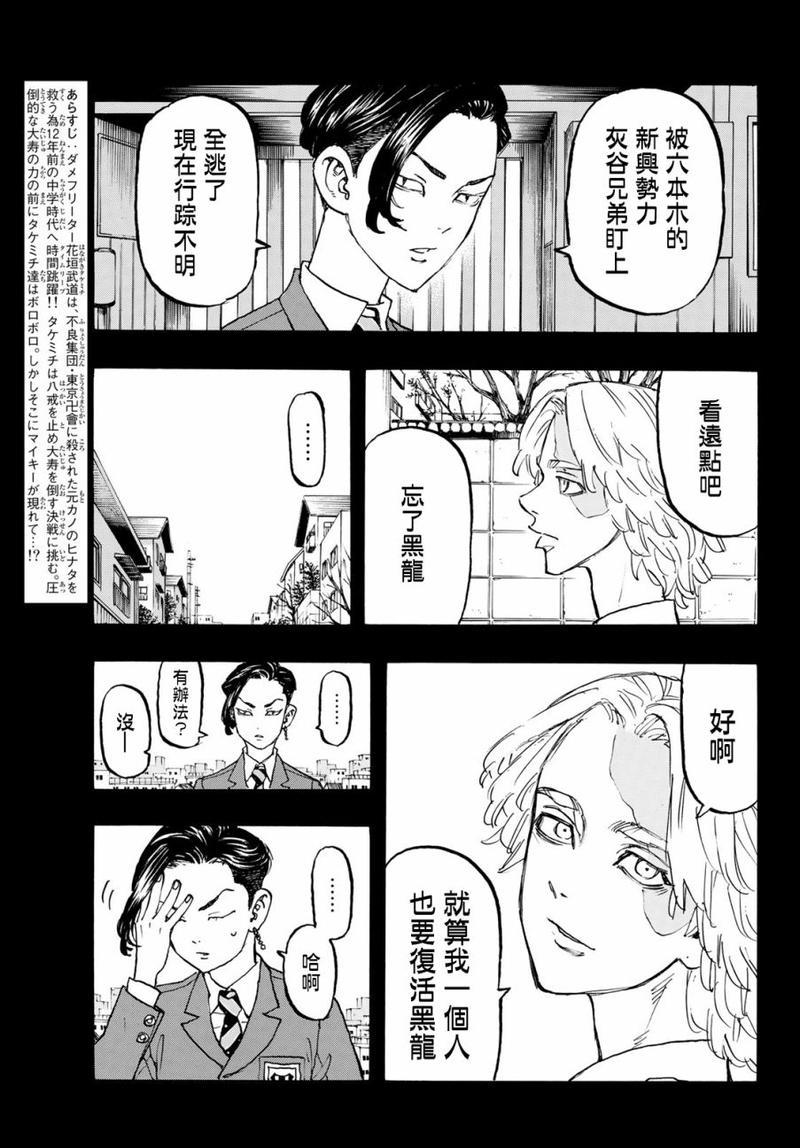 被六本木的
新興勢力
灰谷兄弟盯上
全逃了
現在行踪不明
看遠點吧
忘了黑龍
……
好啊
就算我一個人
也要復活黑龍
……
有辦法？
沒—
……
哈啊
あらすじ：ダメフリーター花垣武道は、不良集団・東京卍會に殺された元カノのヒナタを
救う為12年前の中学時代へ時間跳躍!! タケミチは八戒を止め大寿を倒す決戦に挑む。圧
倒的な大寿の力の前にタケミチ達はボロボロ。しかしそこにマイキーが現れて…!?